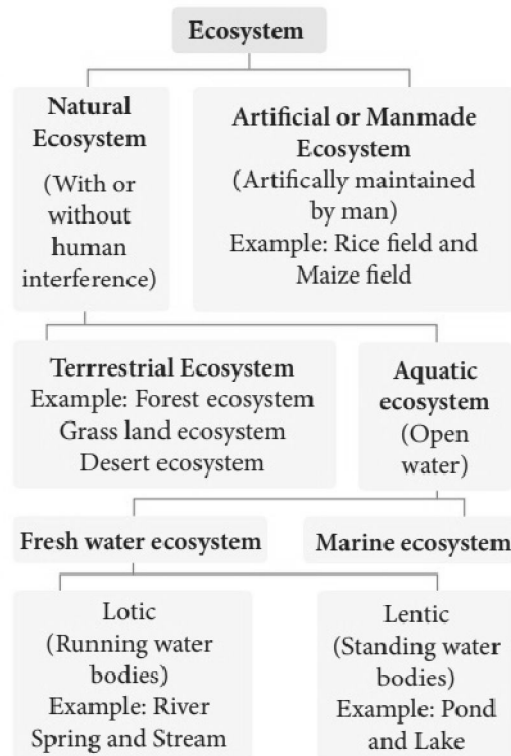 Ecosystem
Natural
Ecosystem
(With or
without
human
interference)
Artificial or Manmade
Ecosystem
(Artifically maintained
by man)
Example: Rice field and
Maize field
Terrrestrial Ecosystem
Example: Forest ecosystem
Grass land ecosystem
Desert ecosystem
Aquatic
ecosystem
(Open
water)
Fresh water ecosystem
Marine ecosystem
Lotic
(Running water
bodies)
Example: River
Spring and Stream
Lentic
(Standing water
bodies)
Example: Pond
and Lake